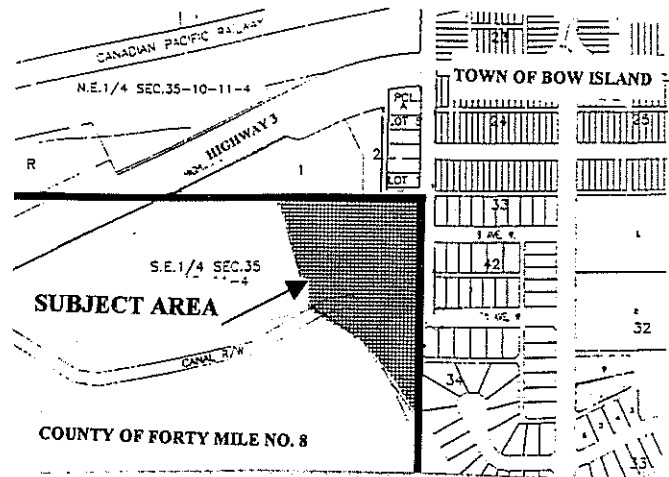 CANADIAN PACIFIC RAILWAY
23
TOWN OF BOW ISLAND
N.E.1/4 SEC.35-10-11-4
PCL
A
LOT
24
25
HIGHWAY 3
R
1
2
LOT
33
S.E.1/4 SEC.35
42
SUBJECT AREA
32
CANAL R/W
34
COUNTY OF FORTY MILE NO. 8
33